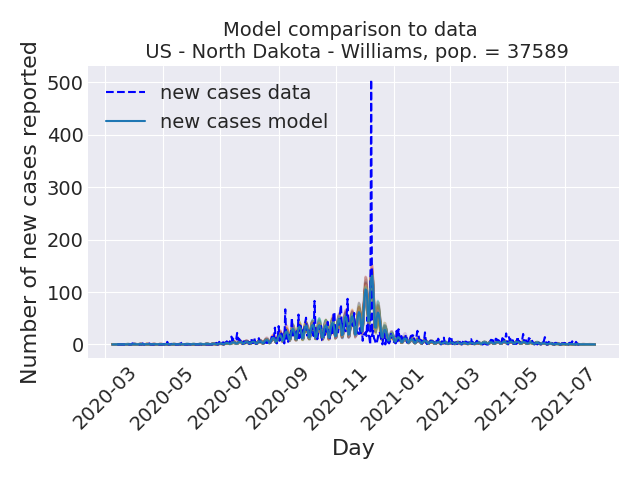 Model comparison to data
US - North Dakota - Williams, pop. = 37589
Number of new cases reported
500
400
300
200
100
0
new cases data
new cases model
2020-03
2020-05
2020-07
2020-09
2020-11
2021-01
2021-03
2021-05
2021-07
Day